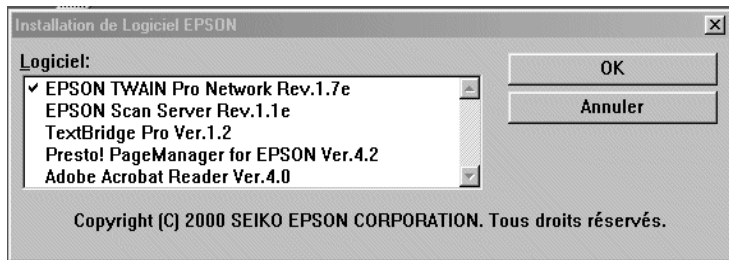 Installation de Logiciel EPSON
Logiciel:
OK
✔ EPSON TWAIN Pro Network Rev.1.7e
EPSON Scan Server Rev.1.1e
Annuler
TextBridge Pro Ver.1.2
Presto! PageManager for EPSON Ver.4.2
Adobe Acrobat Reader Ver.4.0
Copyright (C) 2000 SEIKO EPSON CORPORATION. Tous droits réservés.